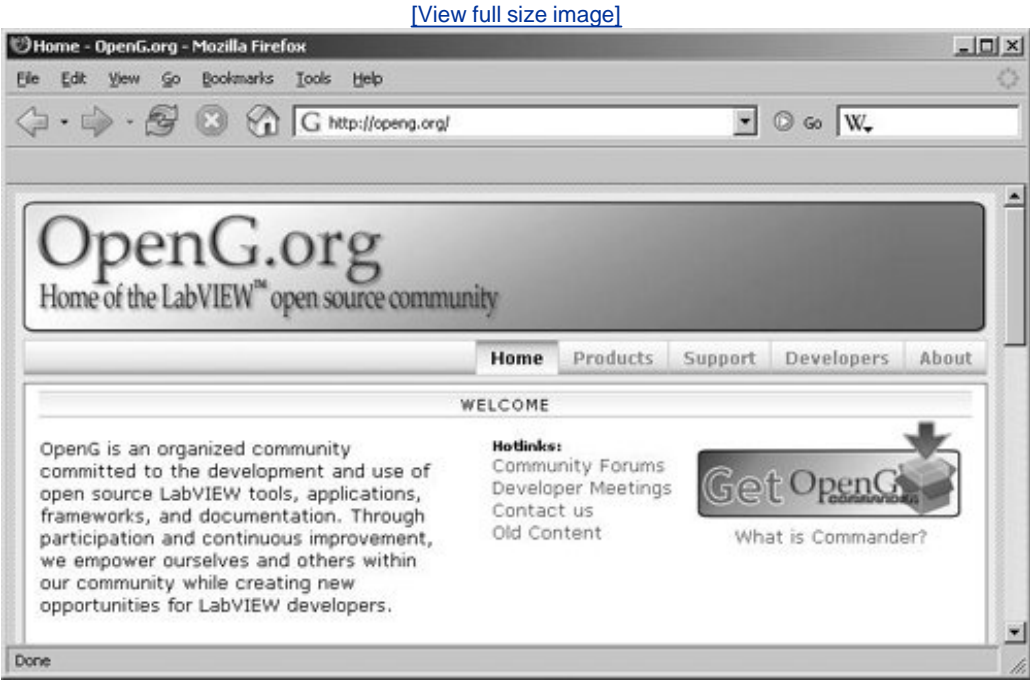 [View full size image]
Home - OpenG.org - Mozilla Firefox
File Edit View Go Bookmarks Tools Help
G http://openg.org/ Go W
OpenG.org
Home of the LabVIEW™ open source community
Home Products Support Developers About
WELCOME
OpenG is an organized community
committed to the development and use of
open source LabVIEW tools, applications,
frameworks, and documentation. Through
participation and continuous improvement,
we empower ourselves and others within
our community while creating new
opportunities for LabVIEW developers.
Hotlinks:
Community Forums
Developer Meetings
Contact us
Old Content
Get OpenG
COMMANDER
What is Commander?
Done